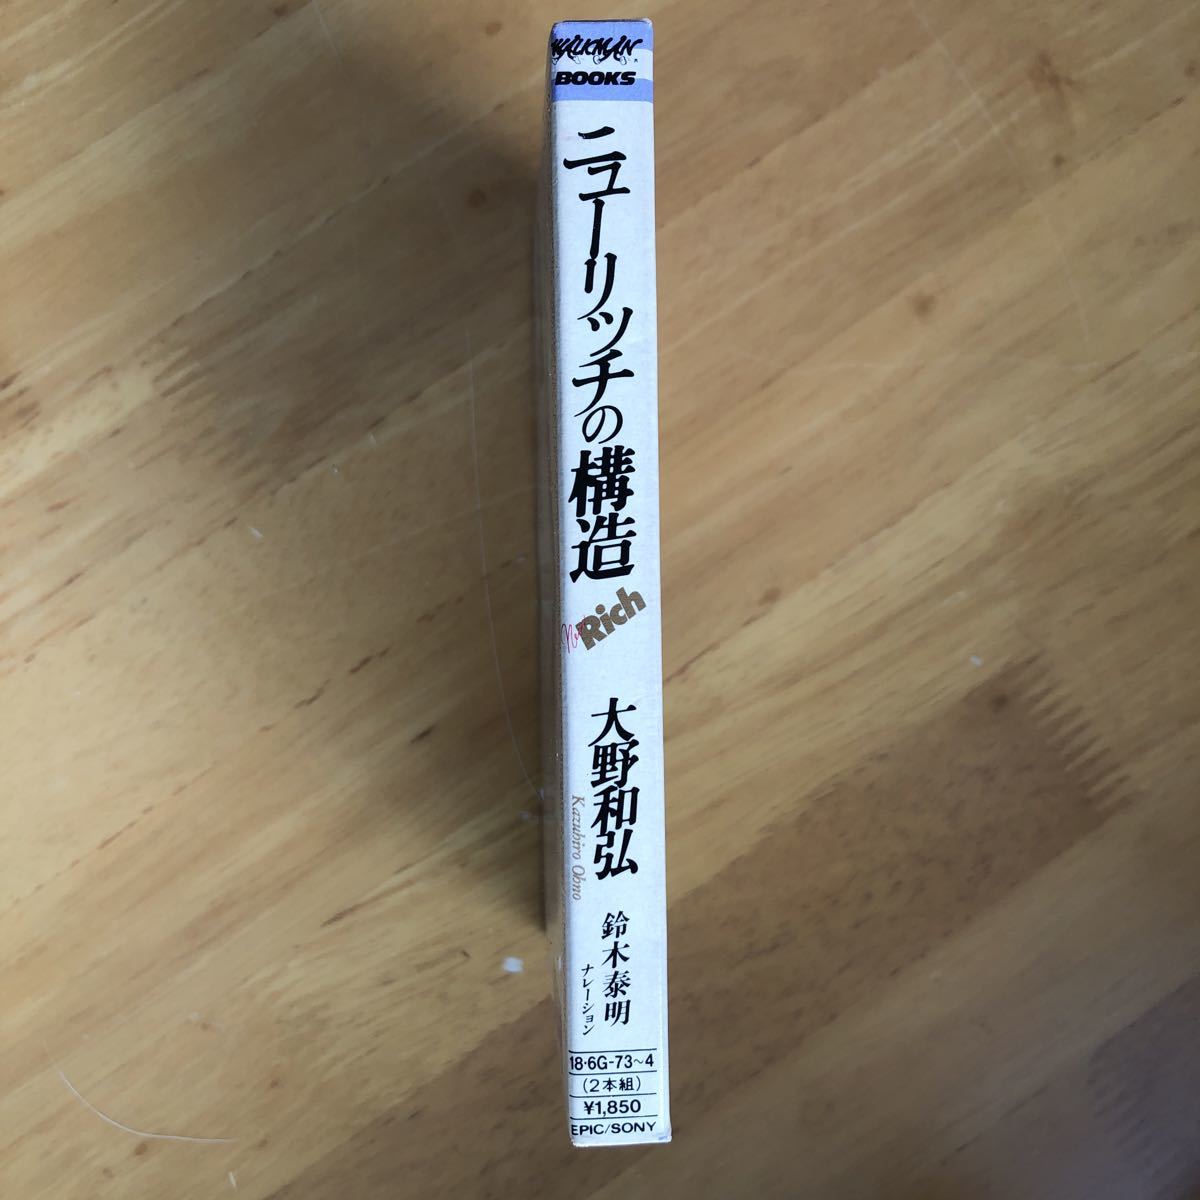 WALKMAN
BOOKS
ニューリッチの構造
New Rich
大野和弘
Kazuhiro Ohno
鈴木泰明
ナレーション
18・6G-73~4
(2本組)
¥1,850
EPIC/SONY